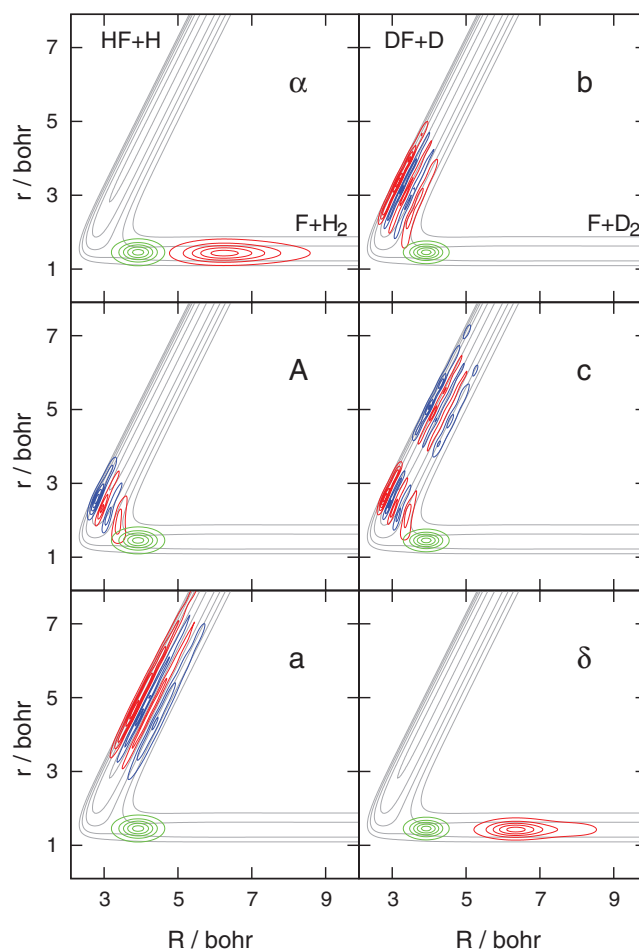 HF+H
DF+D
α
b
F+H2
F+D2
r / bohr
7
5
3
1
A
c
r / bohr
7
5
3
1
a
δ
r / bohr
7
5
3
1
3 5 7 9
3 5 7 9
R / bohr
R / bohr